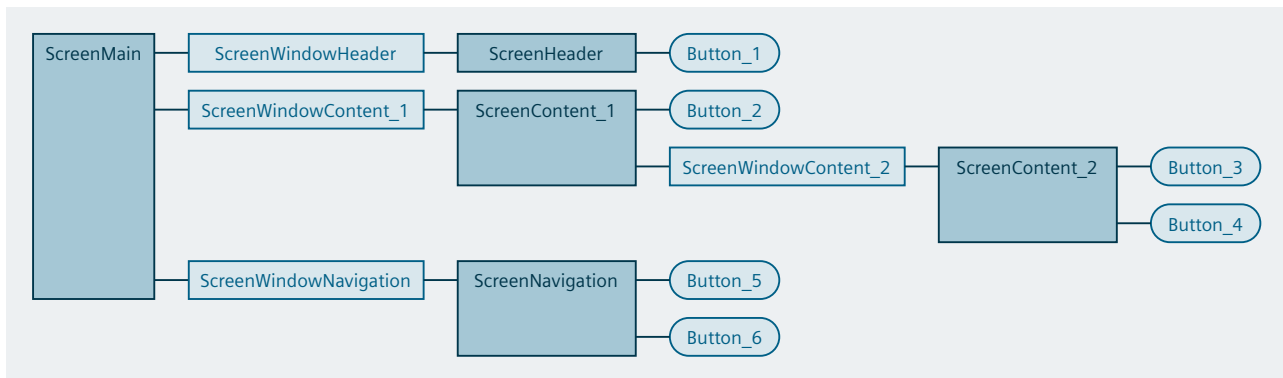 ScreenMain
ScreenWindowHeader
ScreenHeader
Button_1
ScreenWindowContent_1
ScreenContent_1
Button_2
ScreenWindowContent_2
ScreenContent_2
Button_3
Button_4
ScreenWindowNavigation
ScreenNavigation
Button_5
Button_6